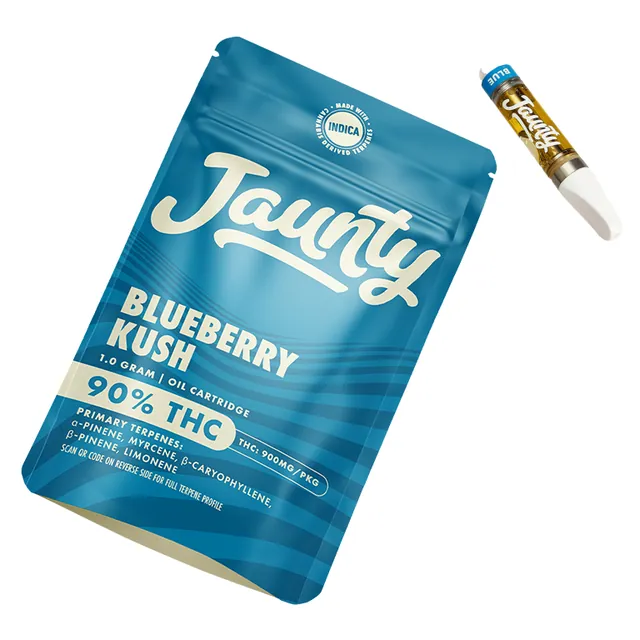 • MADE WITH •
CANNABIS DERIVED TERPENES
INDICA
Jaunty
BLUEBERRY
KUSH
1.0 GRAM | OIL CARTRIDGE
90% THC
THC: 900MG/PKG
PRIMARY TERPENES:
α-PINENE, MYRCENE, β-CARYOPHYLLENE,
β-PINENE, LIMONENE
SCAN QR CODE ON REVERSE SIDE FOR FULL TERPENE PROFILE
BLUE
Jaunty